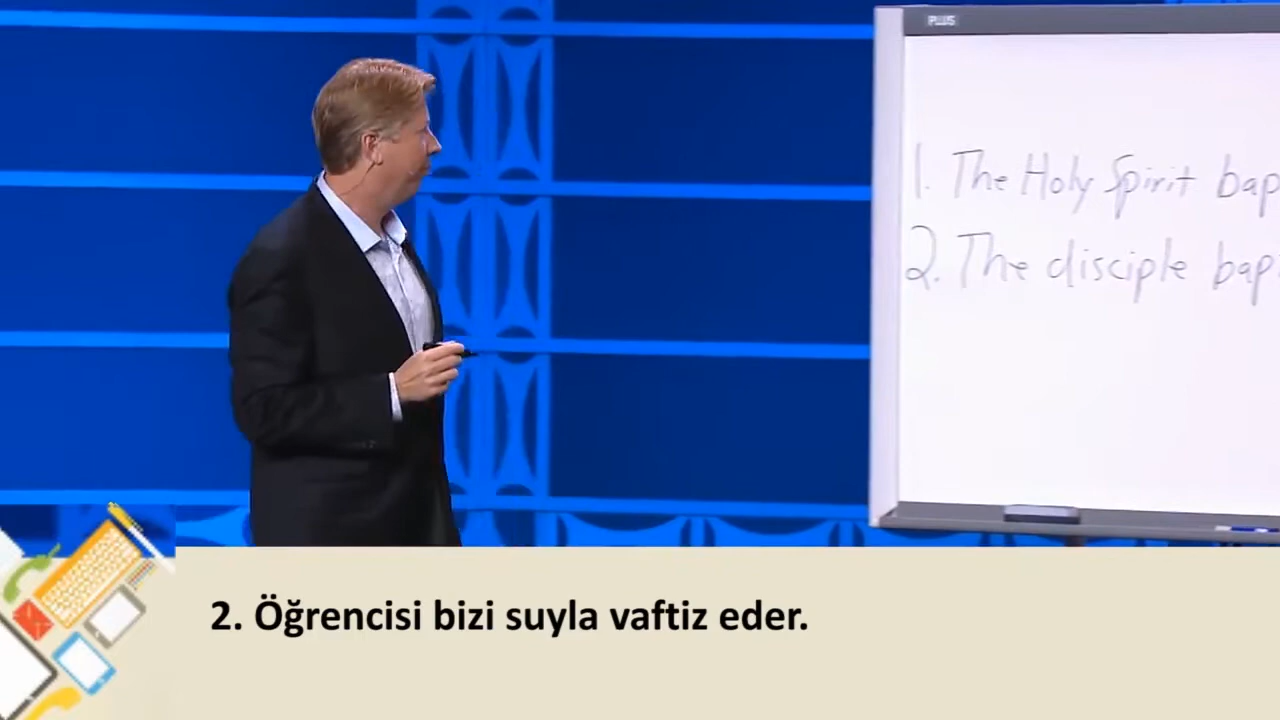 PLUS
1. The Holy Spirit bap
2. The disciple bap
2. Öğrencisi bizi suyla vaftiz eder.